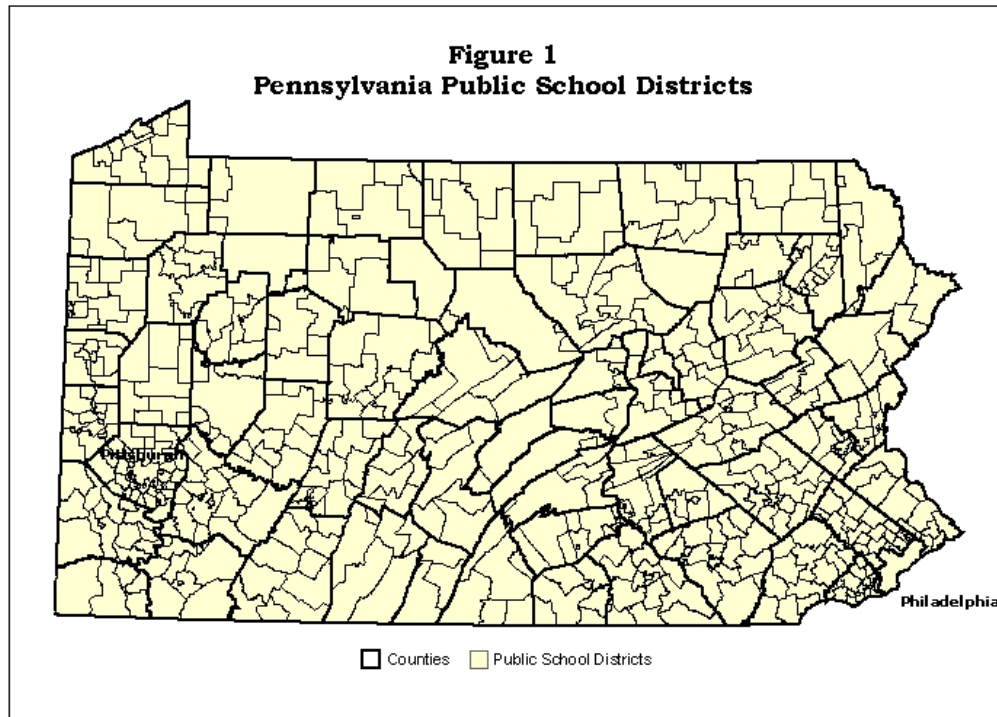 Figure 1
Pennsylvania Public School Districts
Pittsburgh
Philadelphia
Counties
Public School Districts